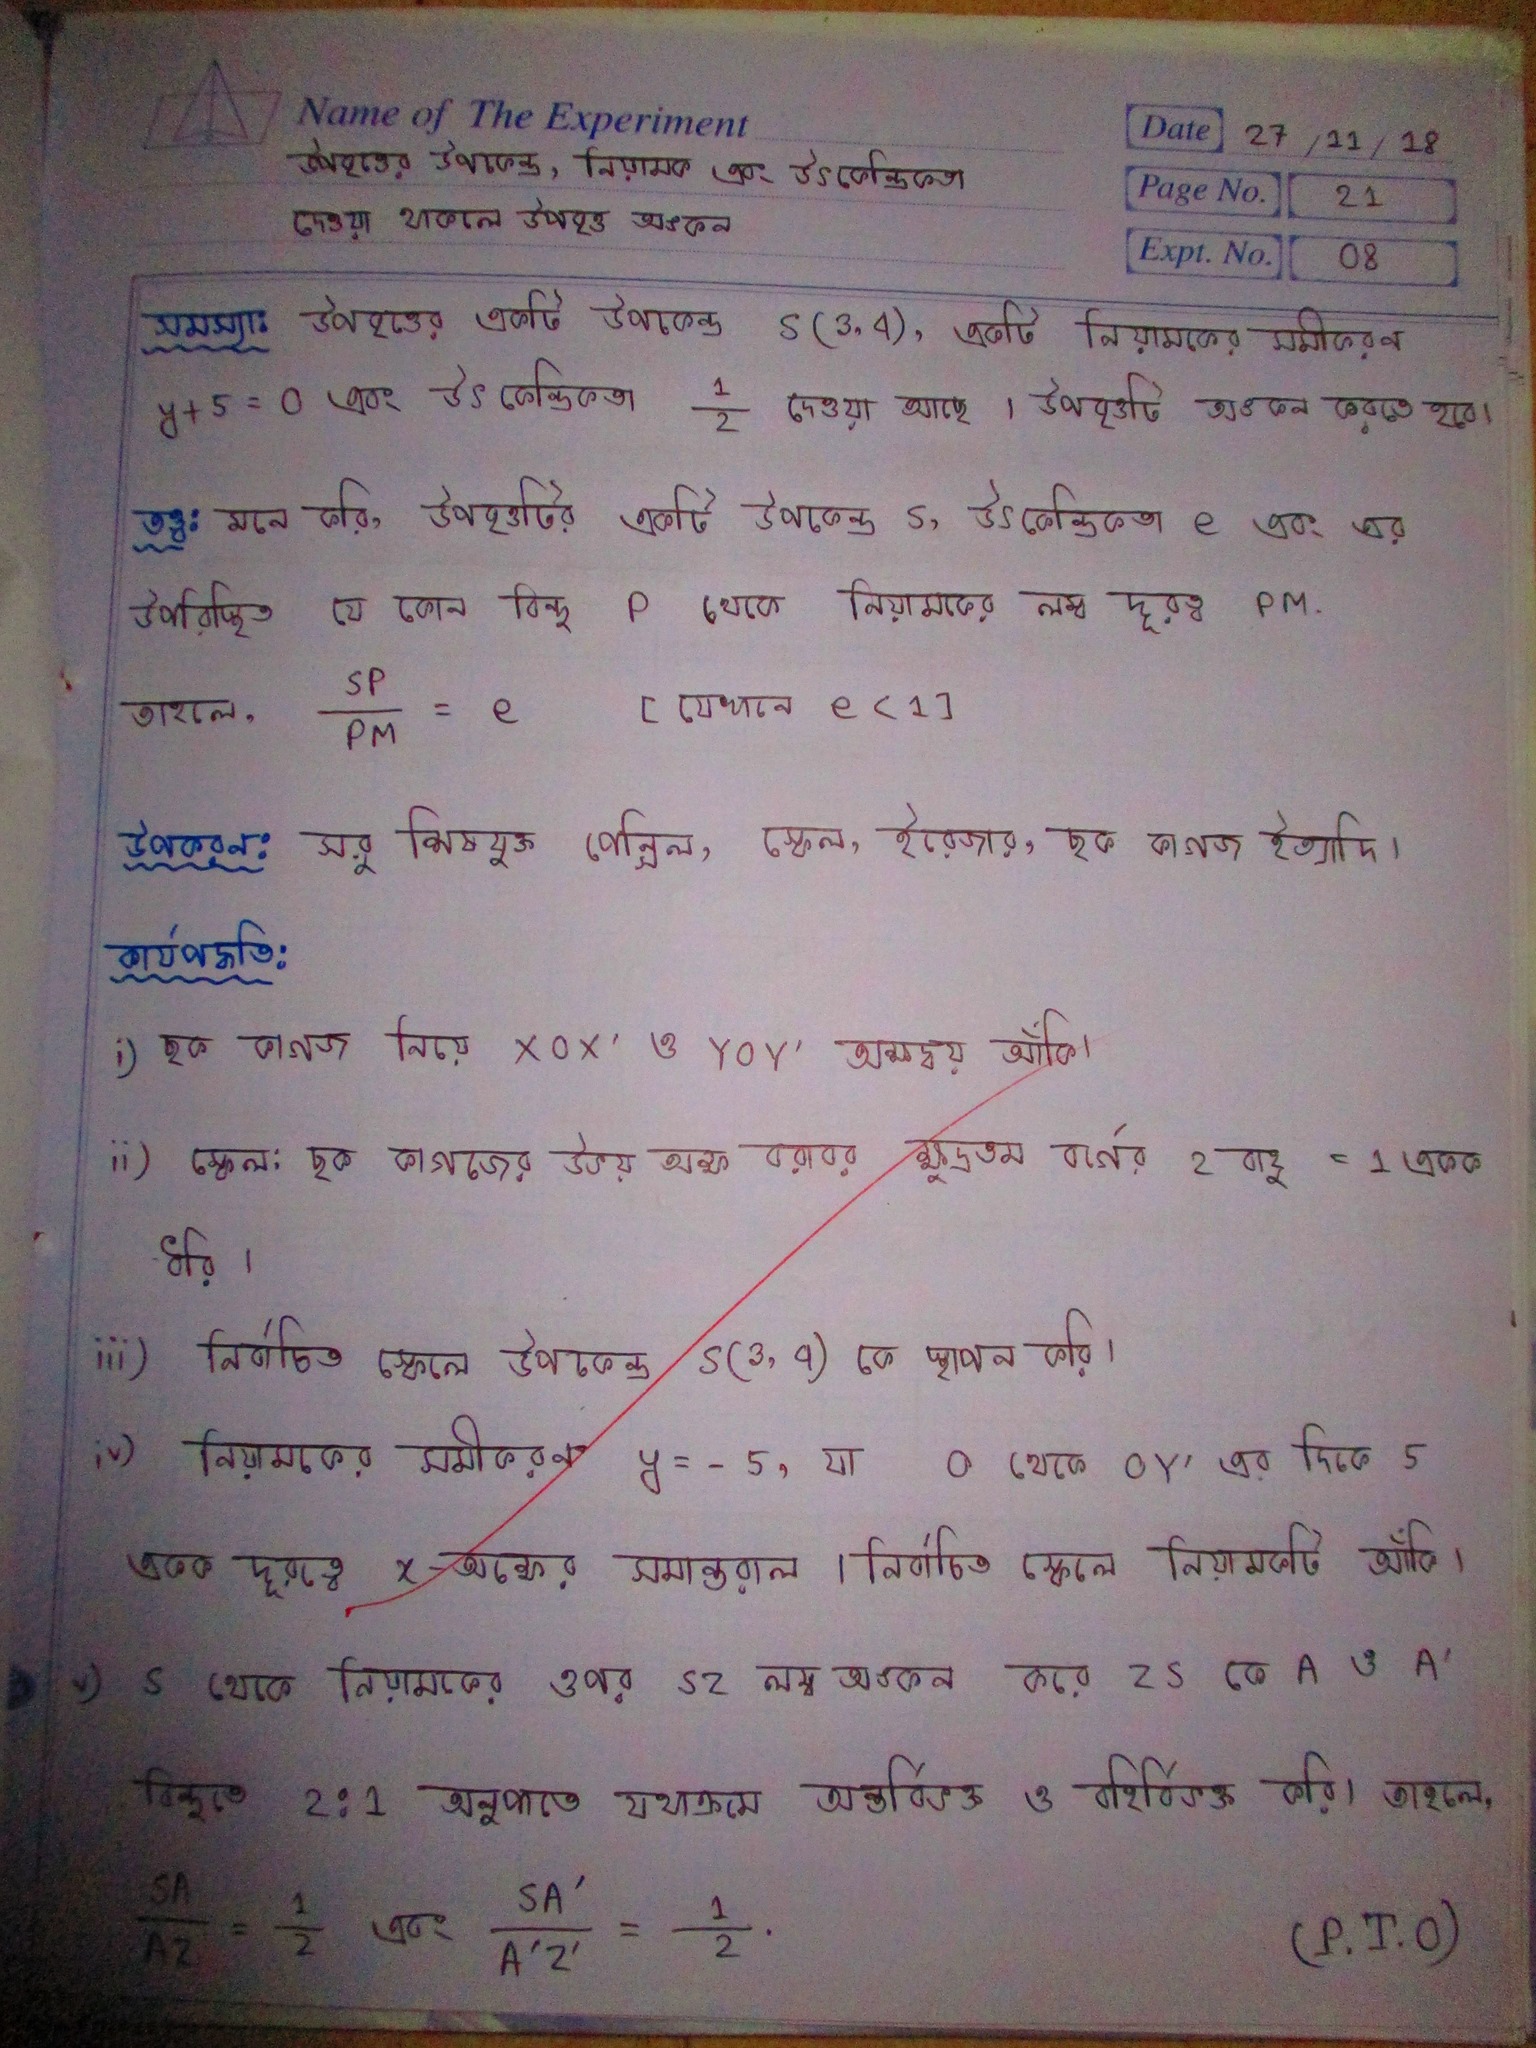 Name of The Experiment
উপবৃত্তের উপকেন্দ্র, নিয়ামক এবং উৎকেন্দ্রিকতা
দেওয়া থাকলে উপবৃত্ত অঙ্কন
Date 27/11/18
Page No. 21
Expt. No. 08
সমস্যা: উপবৃত্তের একটি উপকেন্দ্র S(3, 4), একটি নিয়ামকের সমীকরণ
y+5=0 এবং উৎকেন্দ্রিকতা 1/2 দেওয়া আছে। উপবৃত্তটি অঙ্কন করতে হবে।
তত্ত্ব: মনে করি, উপবৃত্তটির একটি উপকেন্দ্র S, উৎকেন্দ্রিকতা e এবং এর
উপরিস্থিত যে কোন বিন্দু P থেকে নিয়ামকের লম্ব দূরত্ব PM.
তাহলে, SP/PM = e [যেখানে e<1]
উপকরণ: সরু শিষযুক্ত পেন্সিল, স্কেল, ইরেজার, ছক কাগজ ইত্যাদি।
কার্যপদ্ধতি:
i) ছক কাগজ নিয়ে XOX' ও YOY' অক্ষদ্বয় আঁকি।
ii) স্কেল: ছক কাগজের উভয় অক্ষ বরাবর ক্ষুদ্রতম বর্গের 2 বাহু = 1 একক
ধরি।
iii) নির্বাচিত স্কেলে উপকেন্দ্র S(3, 4) কে স্থাপন করি।
iv) নিয়ামকের সমীকরণ y = - 5, যা O থেকে OY' এর দিকে 5
একক দূরত্বে x-অক্ষের সমান্তরাল। নির্বাচিত স্কেলে নিয়ামকটি আঁকি।
v) S থেকে নিয়ামকের ওপর SZ লম্ব অঙ্কন করে ZS কে A ও A'
বিন্দুতে 2:1 অনুপাতে যথাক্রমে অন্তর্বিভক্ত ও বহির্বিভক্ত করি। তাহলে,
SA/AZ = 1/2 এবং SA'/A'Z' = 1/2.
(P.T.O)